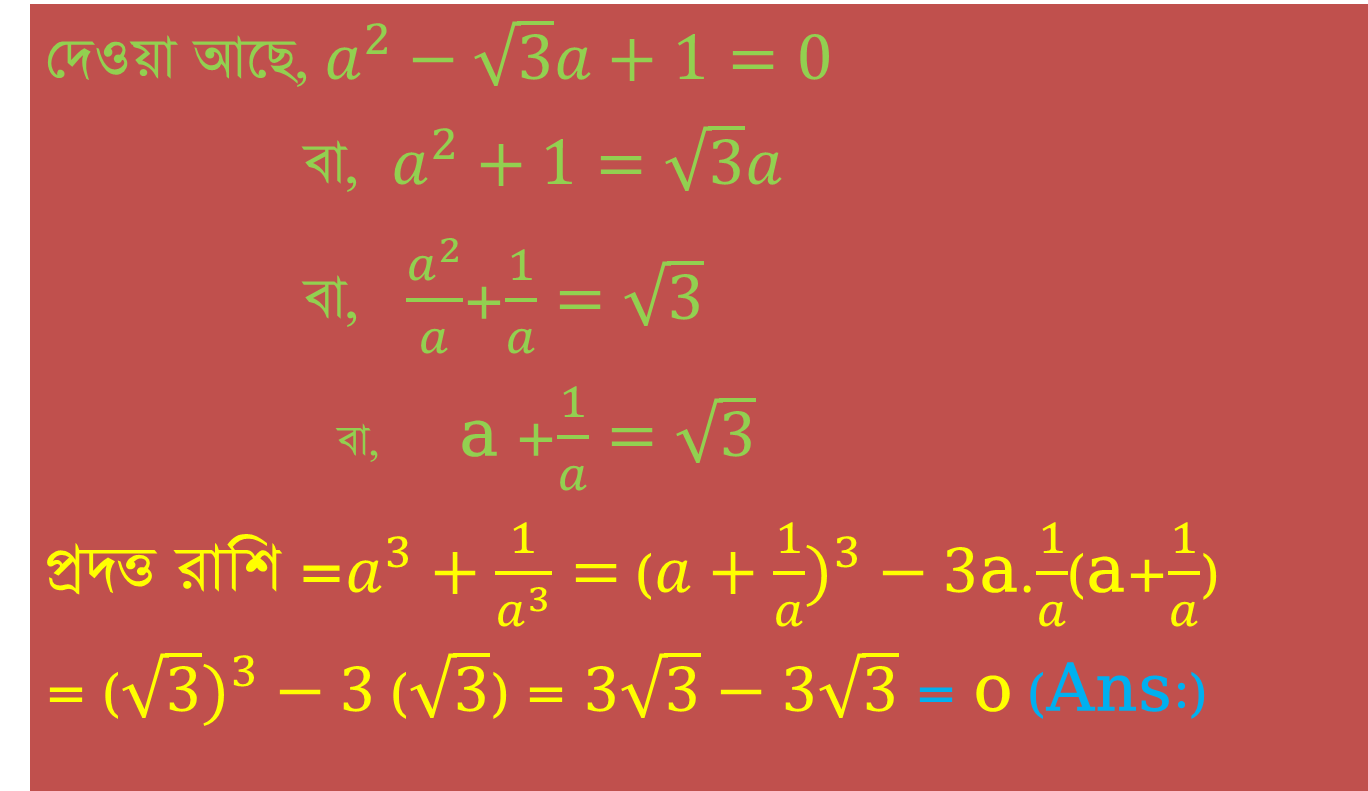 দেওয়া আছে, a² − √3a + 1 = 0
বা, a² + 1 = √3a
বা, a²/a + 1/a = √3
বা, a + 1/a = √3
প্রদত্ত রাশি = a³ + 1/a³ = (a + 1/a)³ − 3a.1/a(a+1/a)
= (√3)³ − 3 (√3) = 3√3 − 3√3 = o (Ans:)